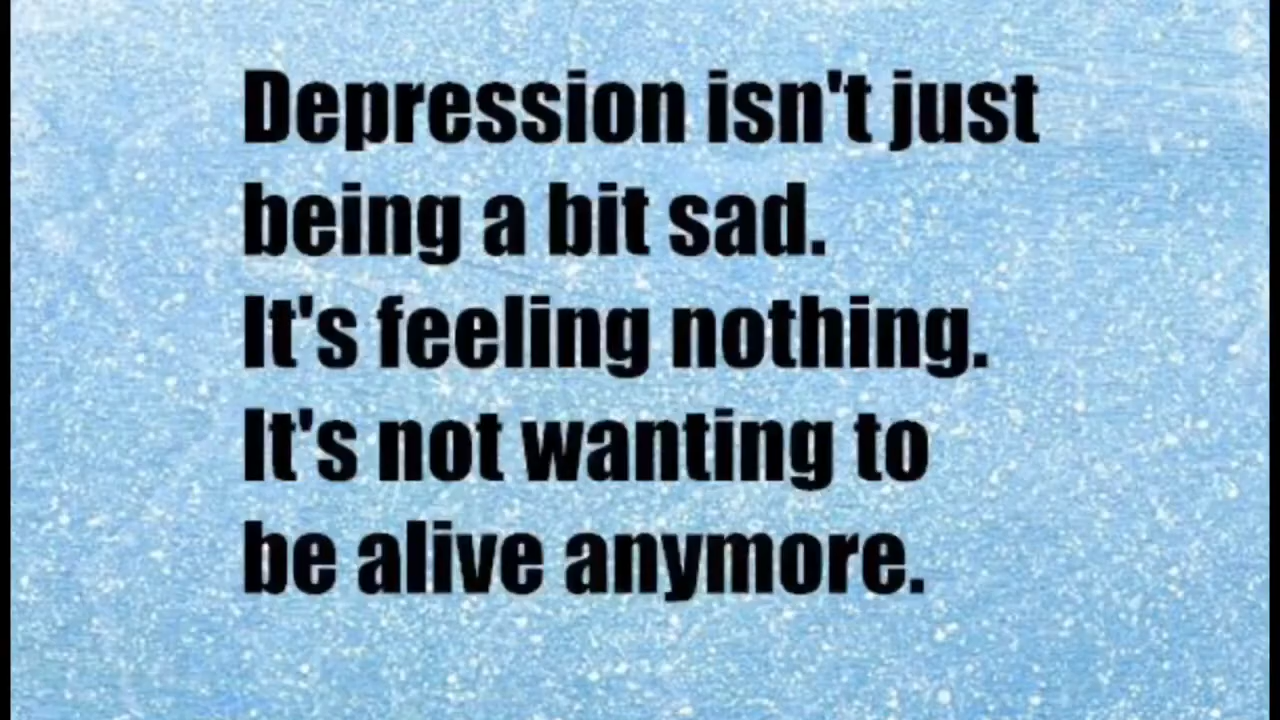 Depression isn't just
being a bit sad.
It's feeling nothing.
It's not wanting to
be alive anymore.